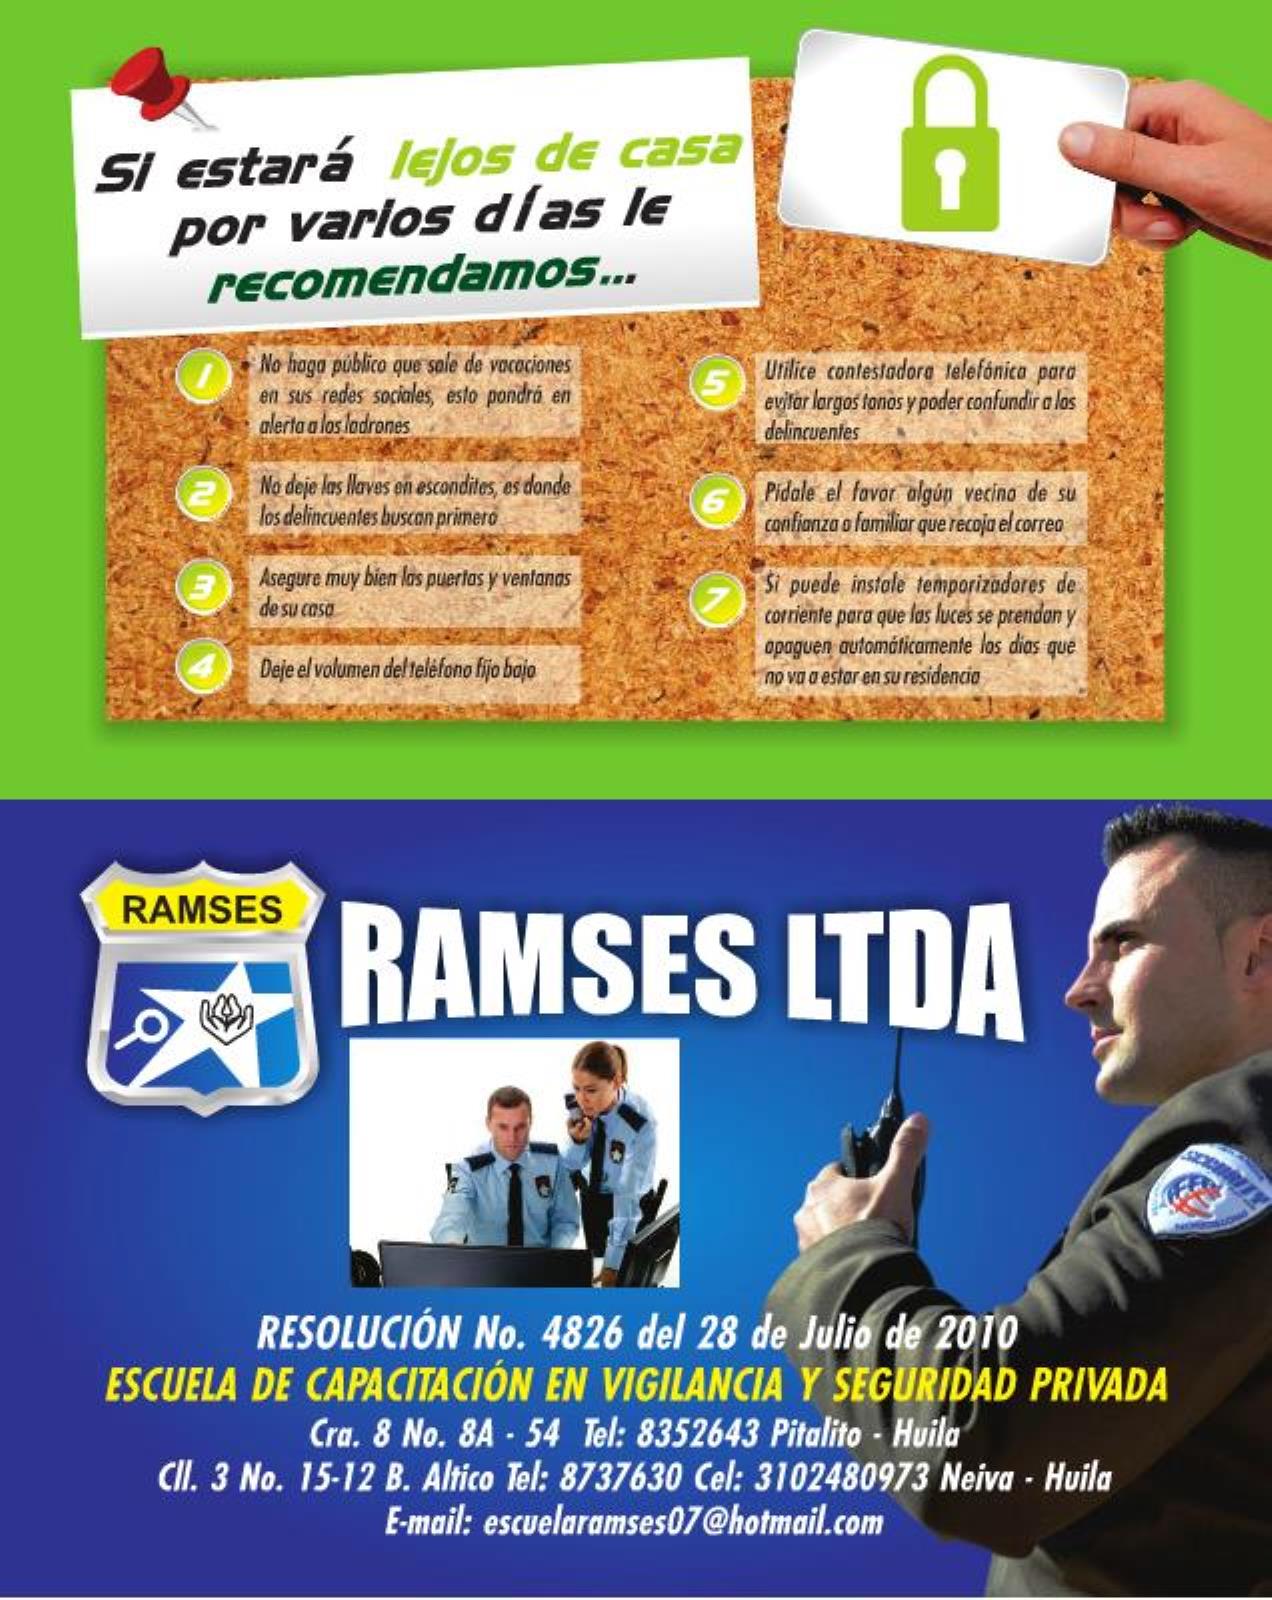 Si estará lejos de casa
por varios días le
recomendamos...
1
No haga público que sale de vacaciones
en sus redes sociales, esto pondrá en
alerta a los ladrones
2
No deje las llaves en escondites, es donde
los delincuentes buscan primero
3
Asegure muy bien las puertas y ventanas
de su casa
4
Deje el volumen del teléfono fijo bajo
5
Utilice contestadora telefónica para
evitar largos tonos y poder confundir a los
delincuentes
6
Pídale el favor algún vecino de su
confianza o familiar que recoja el correo
7
Si puede instale temporizadores de
corriente para que las luces se prendan y
apaguen automáticamente los días que
no va a estar en su residencia
RAMSES
RAMSES LTDA
SECURITY
RESOLUCIÓN No. 4826 del 28 de Julio de 2010
ESCUELA DE CAPACITACIÓN EN VIGILANCIA Y SEGURIDAD PRIVADA
Cra. 8 No. 8A - 54 Tel: 8352643 Pitalito - Huila
Cll. 3 No. 15-12 B. Altico Tel: 8737630 Cel: 3102480973 Neiva - Huila
E-mail: escuelaramses07@hotmail.com